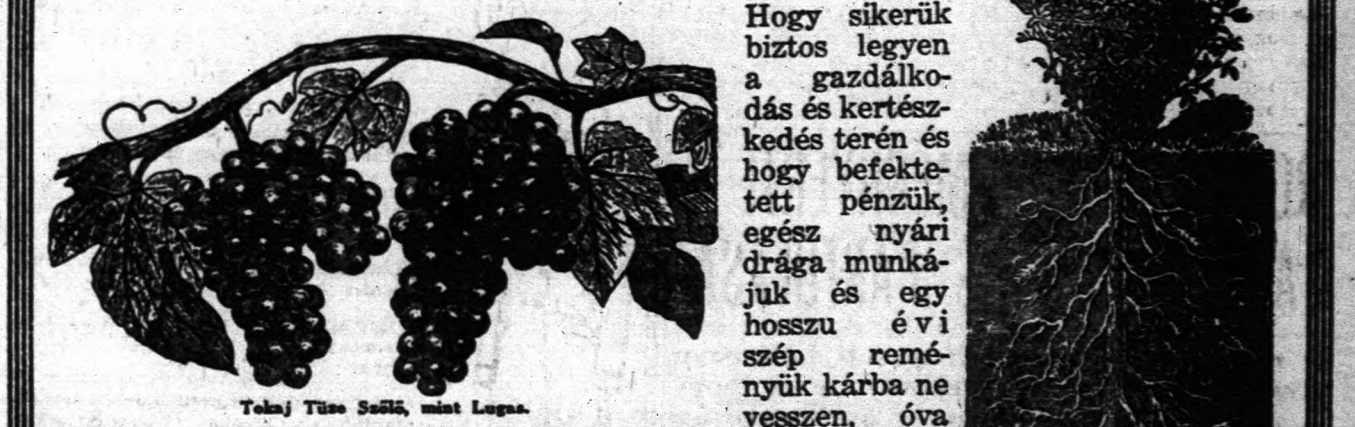 Hogy sikerük
biztos legyen
a gazdálko-
dás és kertész-
kedés terén és
hogy befekte-
tett pénzük,
egész nyári
drága munká-
juk és egy
hosszu évi
szép remé-
nyük kárba ne
vesszen, óva
Tokaj Tüze Szőlő, mint Lugas.